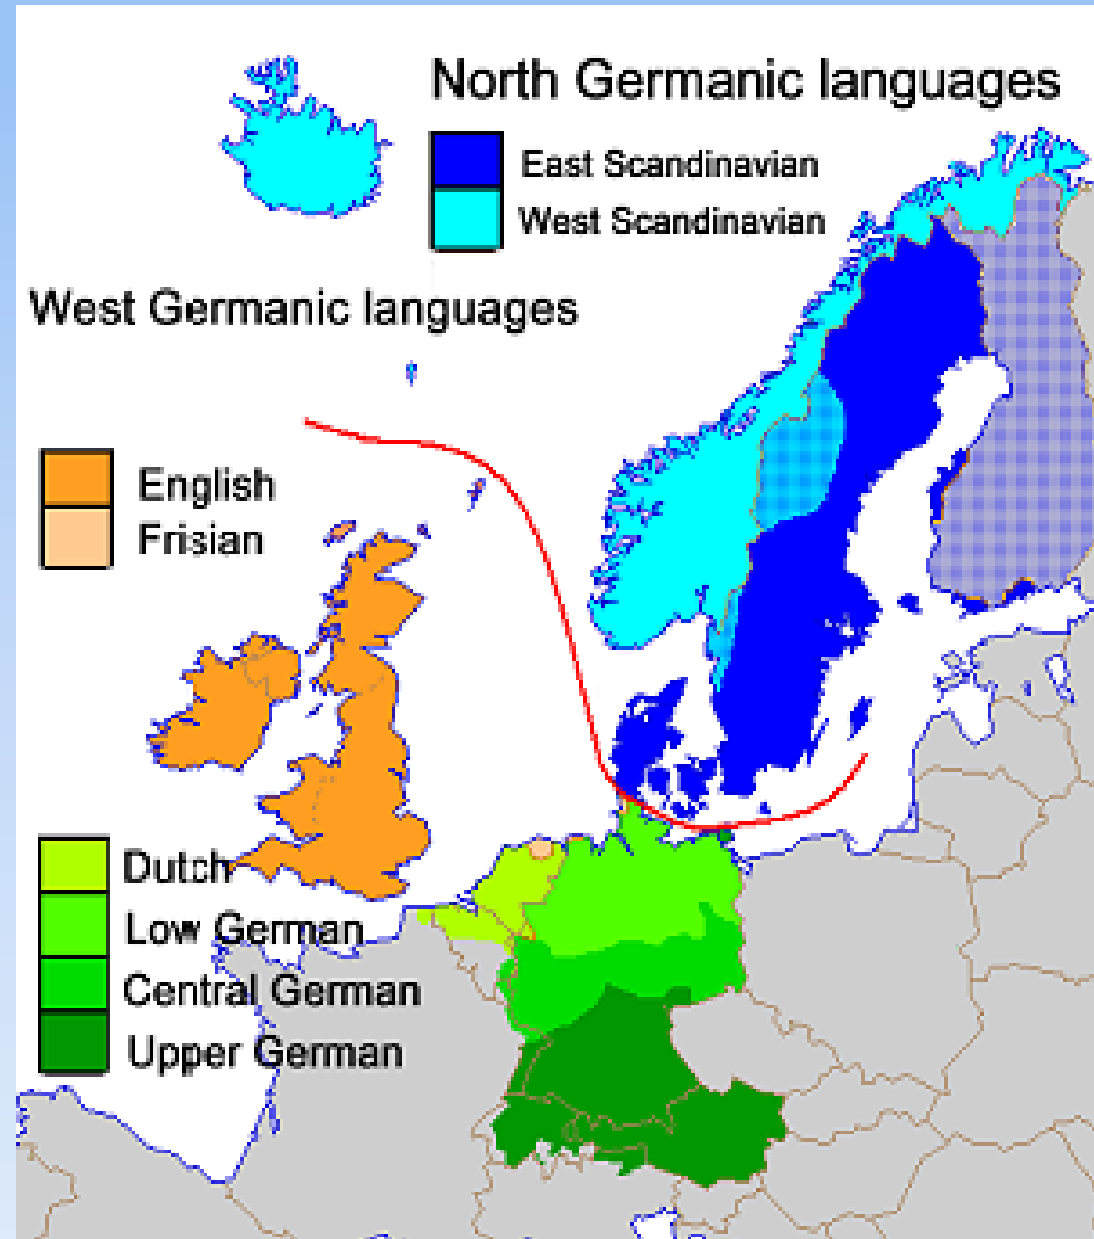 North Germanic languages
East Scandinavian
West Scandinavian
West Germanic languages
English
Frisian
Dutch
Low German
Central German
Upper German